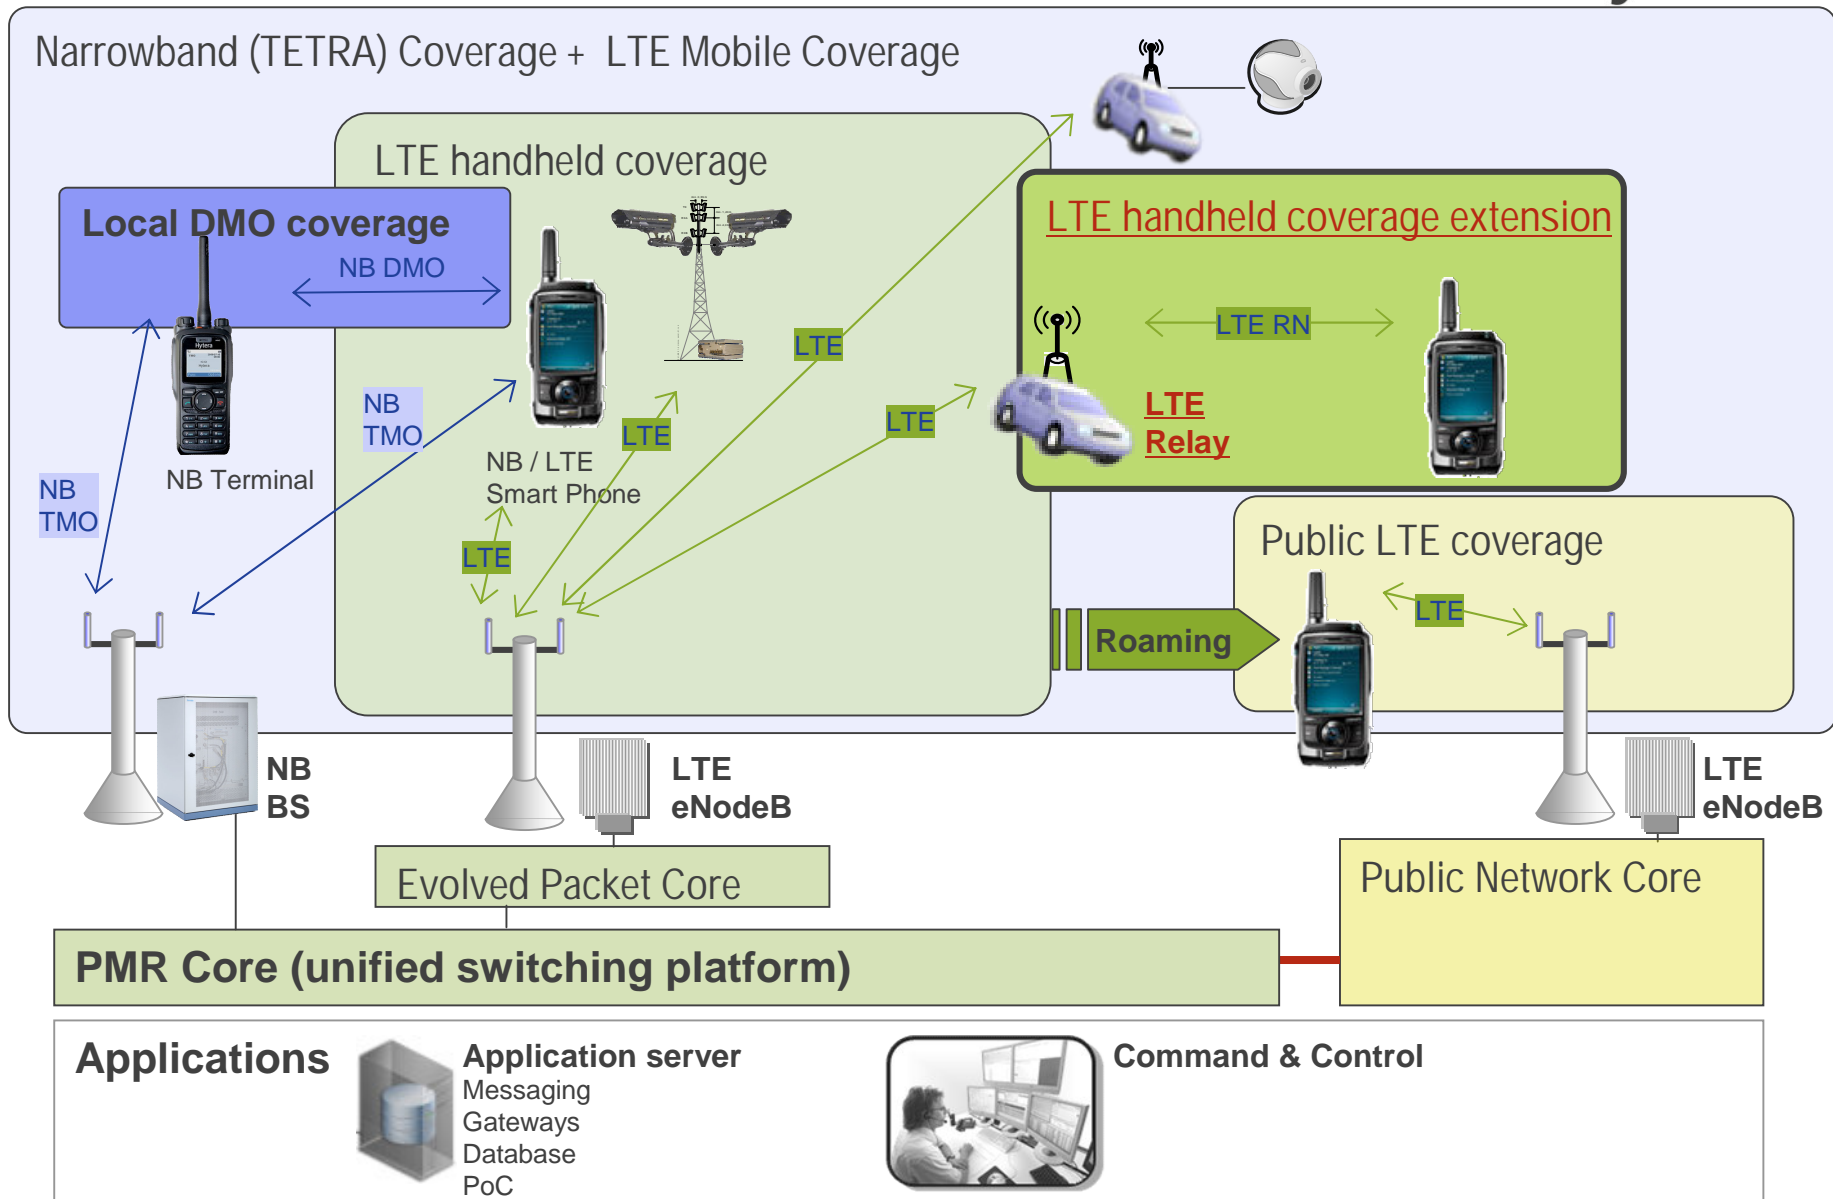 Narrowband (TETRA) Coverage + LTE Mobile Coverage
LTE handheld coverage
Local DMO coverage
NB DMO
LTE handheld coverage extension
LTE RN
LTE
LTE
Relay
LTE
LTE
NB
TMO
Hytera
NB Terminal
NB
TMO
NB / LTE
Smart Phone
LTE
Public LTE coverage
LTE
Roaming
NB
BS
LTE
eNodeB
LTE
eNodeB
Evolved Packet Core
Public Network Core
PMR Core (unified switching platform)
Applications
Application server
Messaging
Gateways
Database
PoC
Command & Control